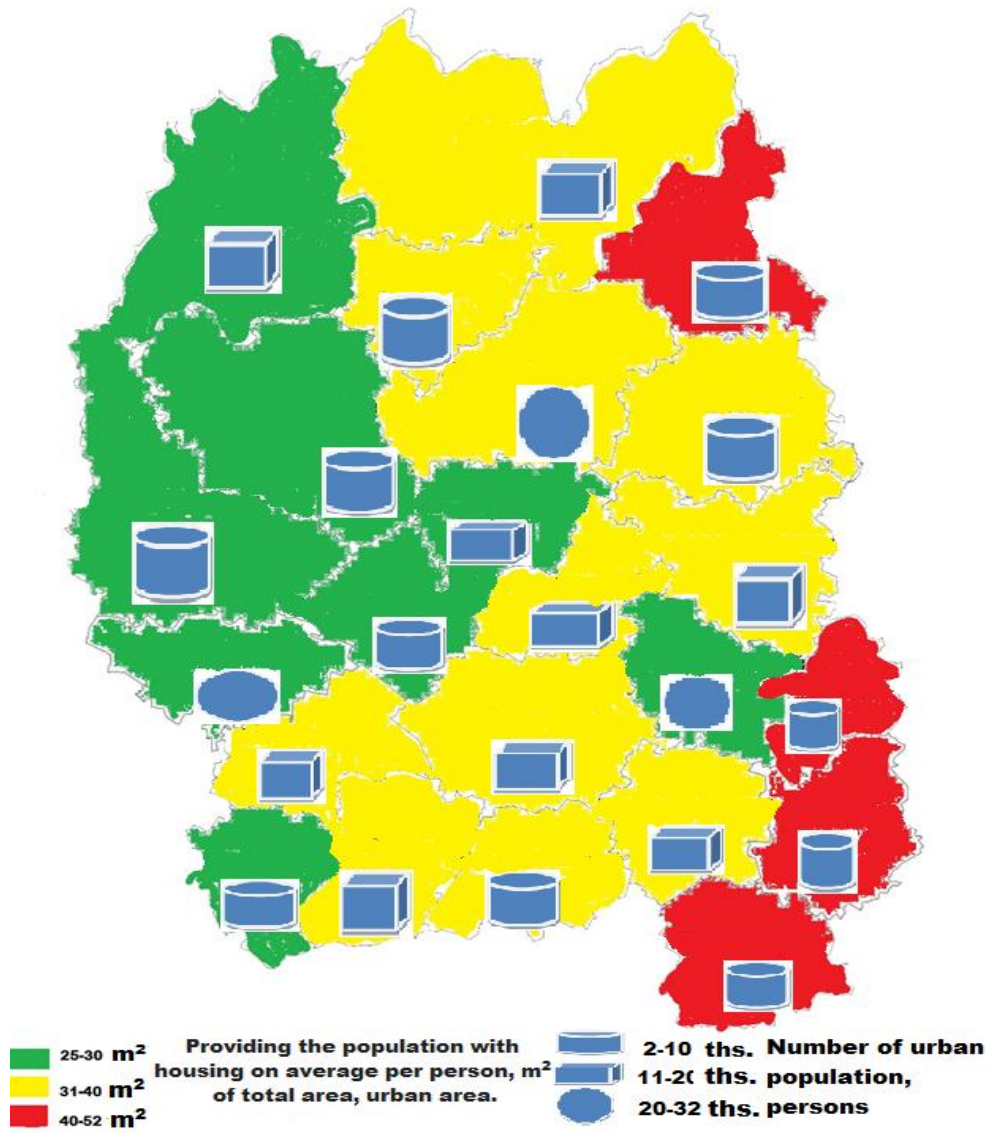 25-30 m²
31-40 m²
40-52 m²
Providing the population with
housing on average per person, m²
of total area, urban area.
2-10 ths. Number of urban
11-20 ths. population,
20-32 ths. persons